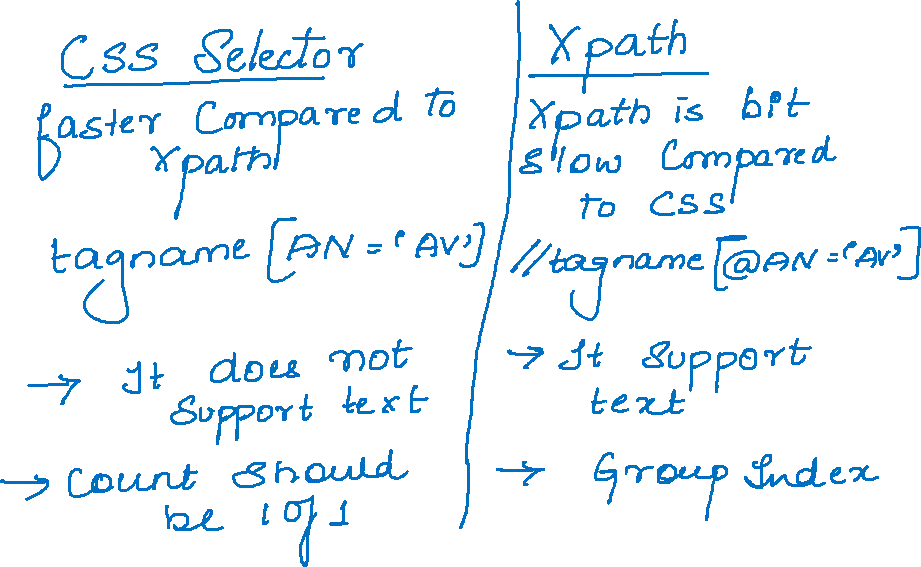 CSS Selector
faster Compared to
Xpath
tagname [AN = 'AV']
→ It does not
Support text
→ Count Should
be 1 of 1
Xpath
Xpath is bit
slow Compared
to CSS
//tagname [@AN = 'AV']
→ It Support
text
→ Group Index